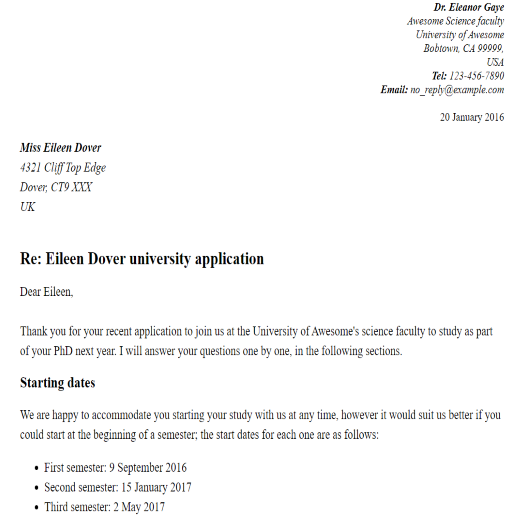 Dr. Eleanor Gaye
Awesome Science faculty
University of Awesome
Bobtown, CA 99999,
USA
Tel: 123-456-7890
Email: no_reply@example.com
20 January 2016
Miss Eileen Dover
4321 Cliff Top Edge
Dover, CT9 XXX
UK
Re: Eileen Dover university application
Dear Eileen,
Thank you for your recent application to join us at the University of Awesome's science faculty to study as part
of your PhD next year. I will answer your questions one by one, in the following sections.
Starting dates
We are happy to accommodate you starting your study with us at any time, however it would suit us better if you
could start at the beginning of a semester; the start dates for each one are as follows:
• First semester: 9 September 2016
• Second semester: 15 January 2017
• Third semester: 2 May 2017